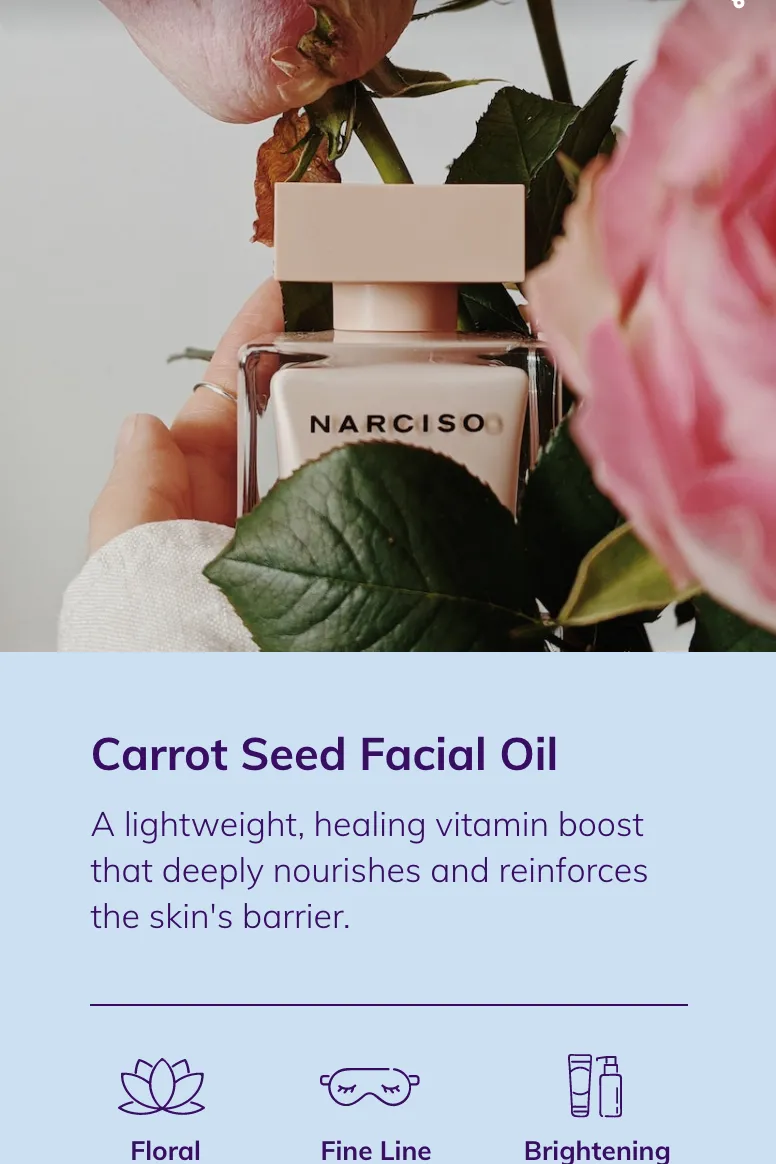 NARCISO
Carrot Seed Facial Oil
A lightweight, healing vitamin boost
that deeply nourishes and reinforces
the skin's barrier.
Floral
Fine Line
Brightening